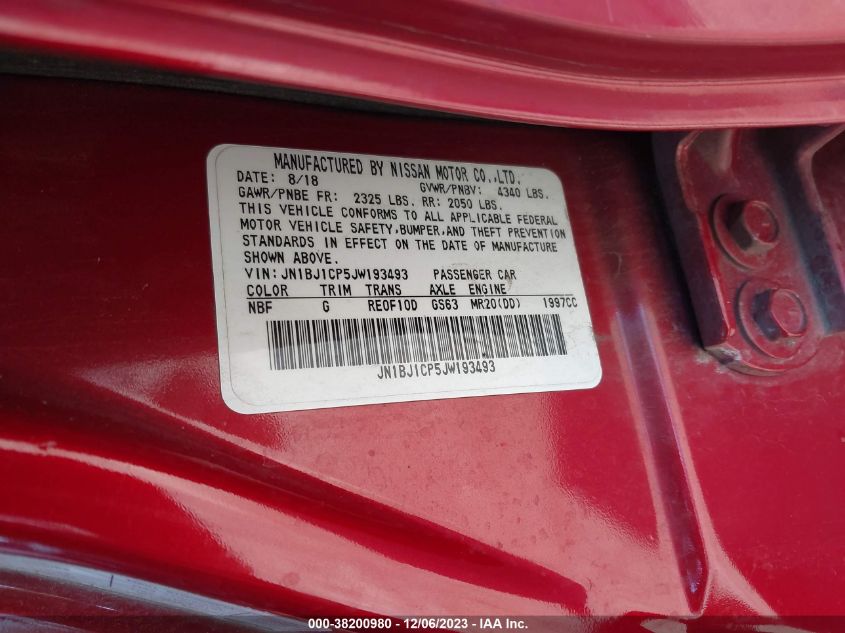 MANUFACTURED BY NISSAN MOTOR CO.,LTD.
DATE: 8/18 GVWR/PNBV: 4340 LBS.
GAWR/PNBE FR: 2325 LBS. RR: 2050 LBS.
THIS VEHICLE CONFORMS TO ALL APPLICABLE FEDERAL
MOTOR VEHICLE SAFETY,BUMPER,AND THEFT PREVENTION
STANDARDS IN EFFECT ON THE DATE OF MANUFACTURE
SHOWN ABOVE.
VIN: JN1BJ1CP5JW193493 PASSENGER CAR
COLOR TRIM TRANS AXLE ENGINE
NBF G RE0F10D GS63 MR20(DD) 1997CC
JN1BJ1CP5JW193493
000-38200980 - 12/06/2023 - IAA Inc.